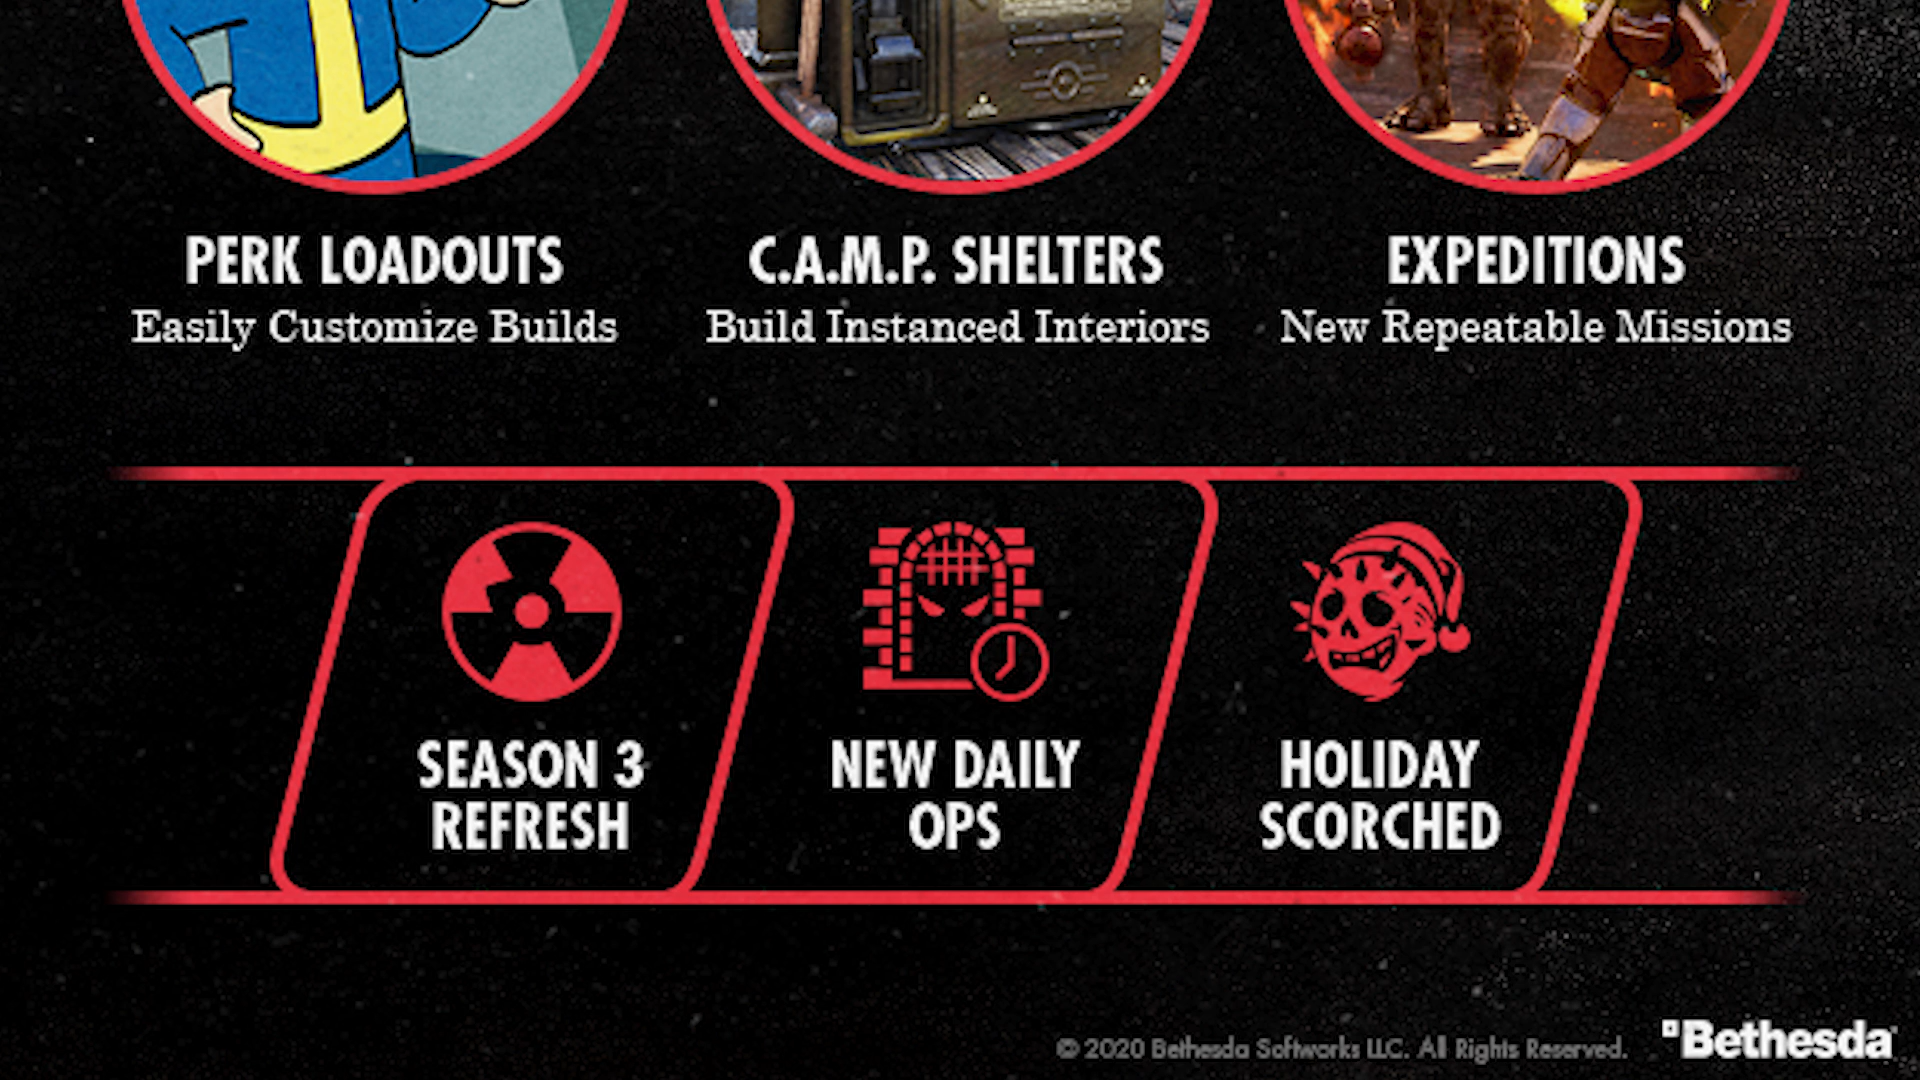 PERK LOADOUTS
Easily Customize Builds
C.A.M.P. SHELTERS
Build Instanced Interiors
EXPEDITIONS
New Repeatable Missions
SEASON 3
REFRESH
NEW DAILY
OPS
HOLIDAY
SCORCHED
© 2020 Bethesda Softworks LLC. All Rights Reserved.
Bethesda